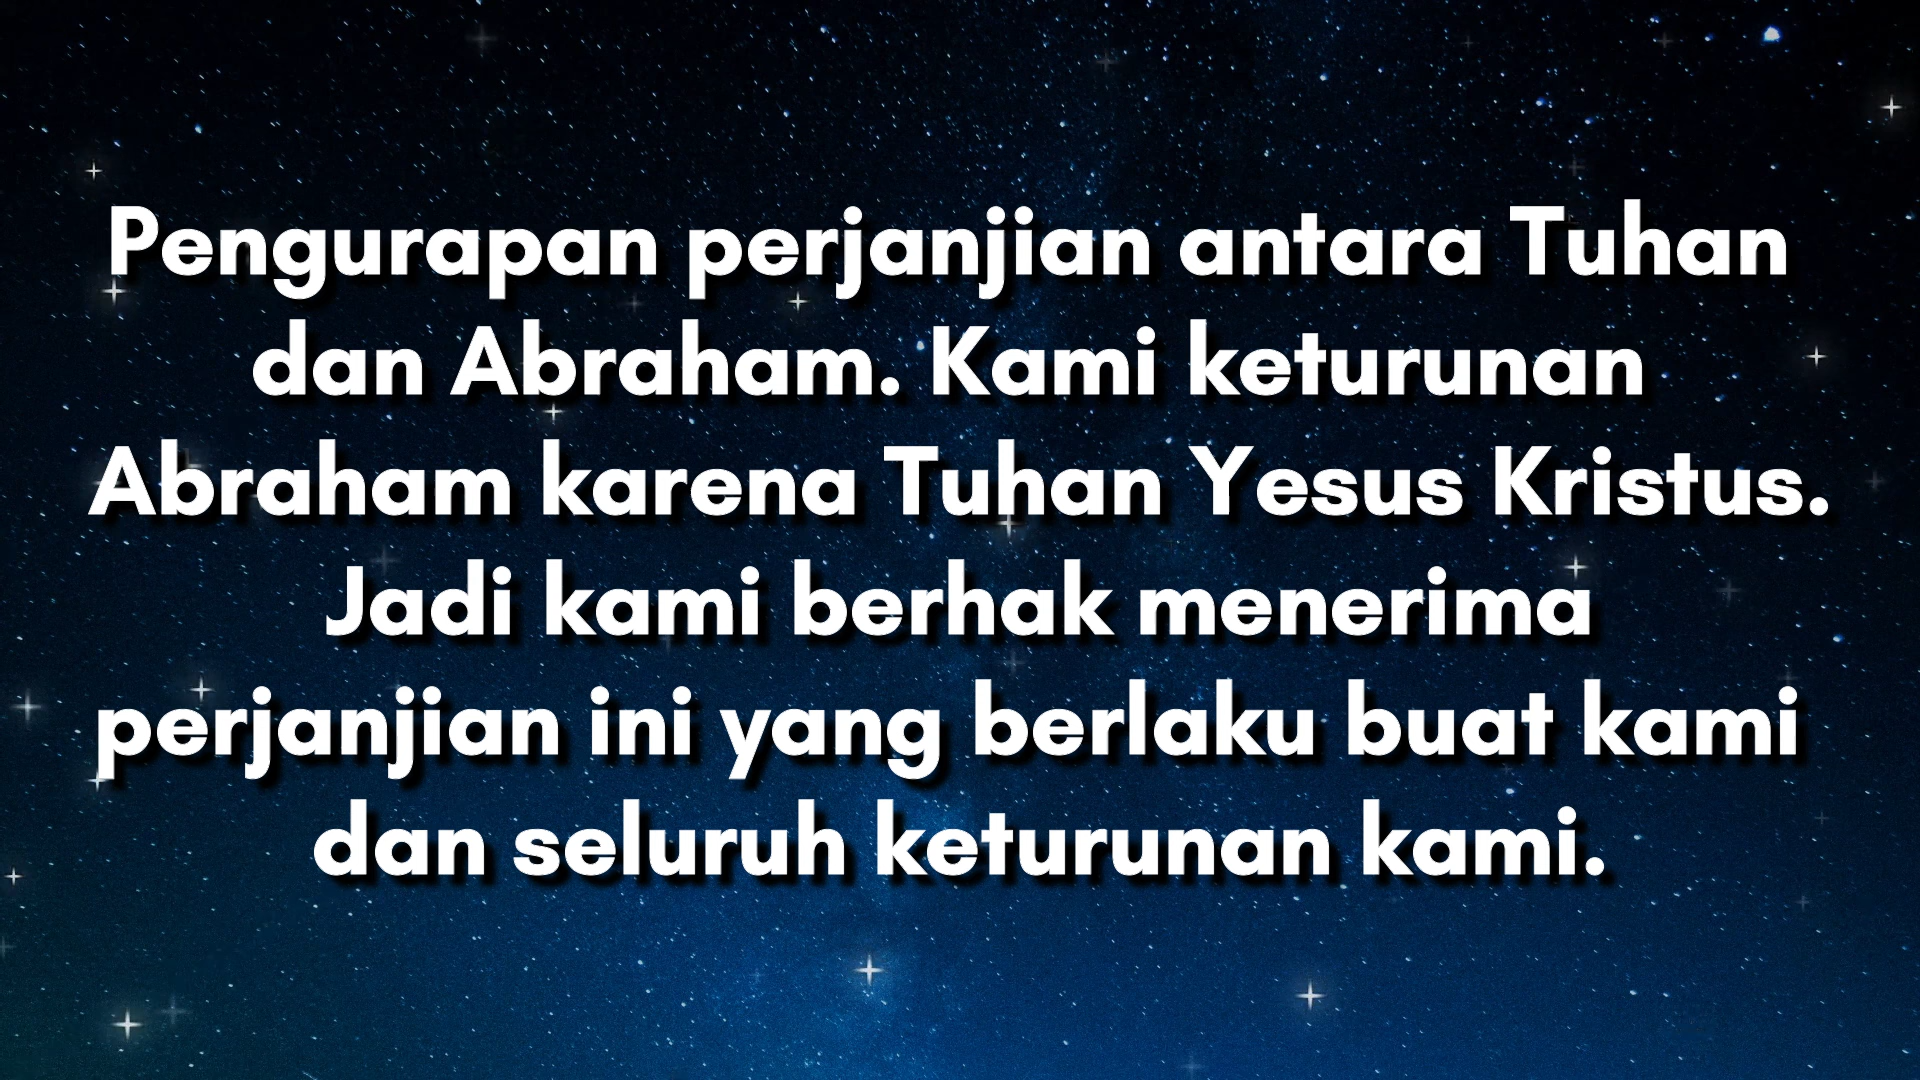 Pengurapan perjanjian antara Tuhan
dan Abraham. Kami keturunan
Abraham karena Tuhan Yesus Kristus.
Jadi kami berhak menerima
perjanjian ini yang berlaku buat kami
dan seluruh keturunan kami.